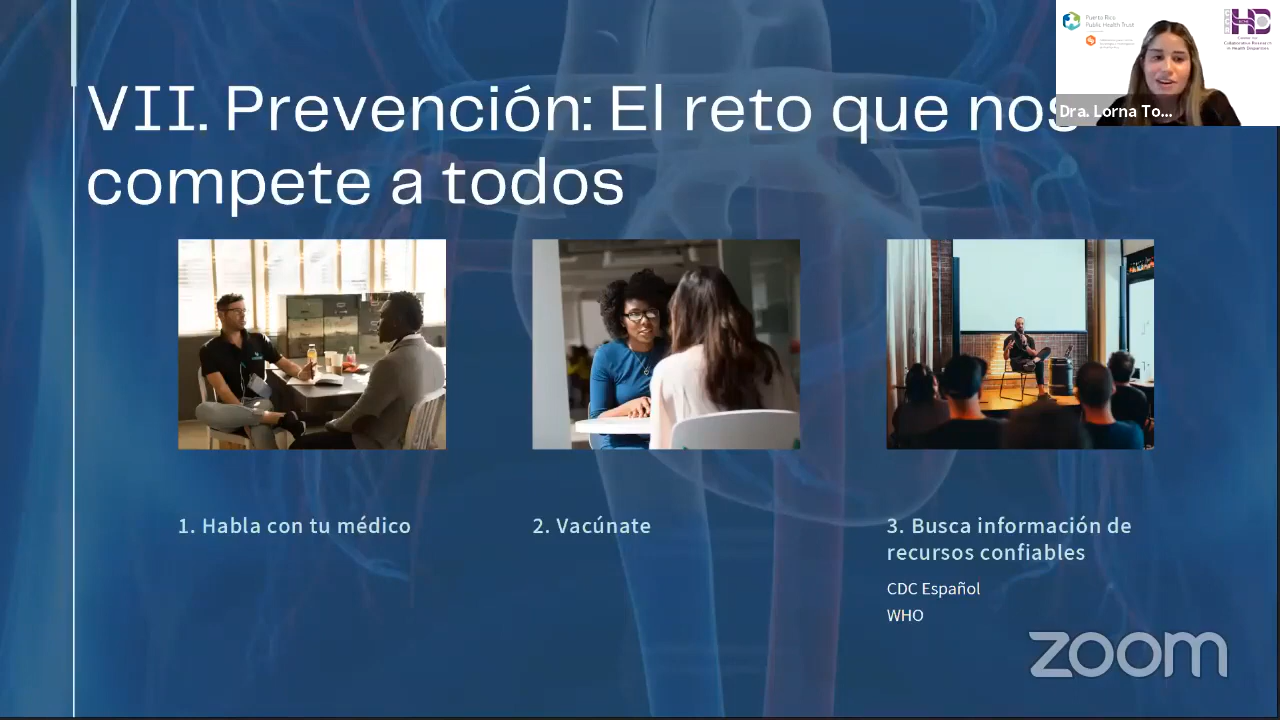 Puerto Rico
Public Health Trust
Dra. Lorna To...
VII. Prevención: El reto que nos
compete a todos
1. Habla con tu médico
2. Vacúnate
3. Busca información de
recursos confiables
CDC Español
WHO
zoom